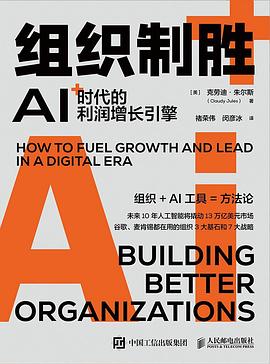 组织制胜
AI+时代的
利润增长引擎
[美] 克劳迪·朱尔斯
(Claudy Jules) 著
褚荣伟 闵彦冰 译
HOW TO FUEL GROWTH AND LEAD
IN A DIGITAL ERA
组织 + AI 工具 = 方法论
未来 10 年人工智能将撬动 13 万亿美元市场
谷歌、麦肯锡都在用的组织 3 大基石和 7 大战略
Ai
BUILDING
BETTER
ORGANIZATIONS
中国工信出版集团
人民邮电出版社
POSTS & TELECOM PRESS